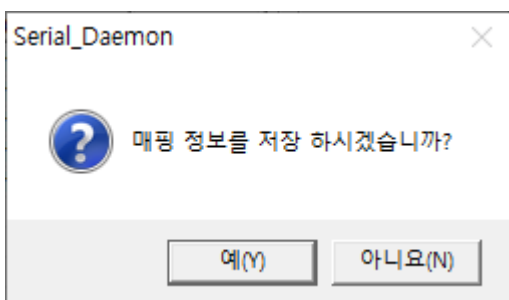 Serial_Daemon
매핑 정보를 저장 하시겠습니까?
예(Y) 아니요(N)